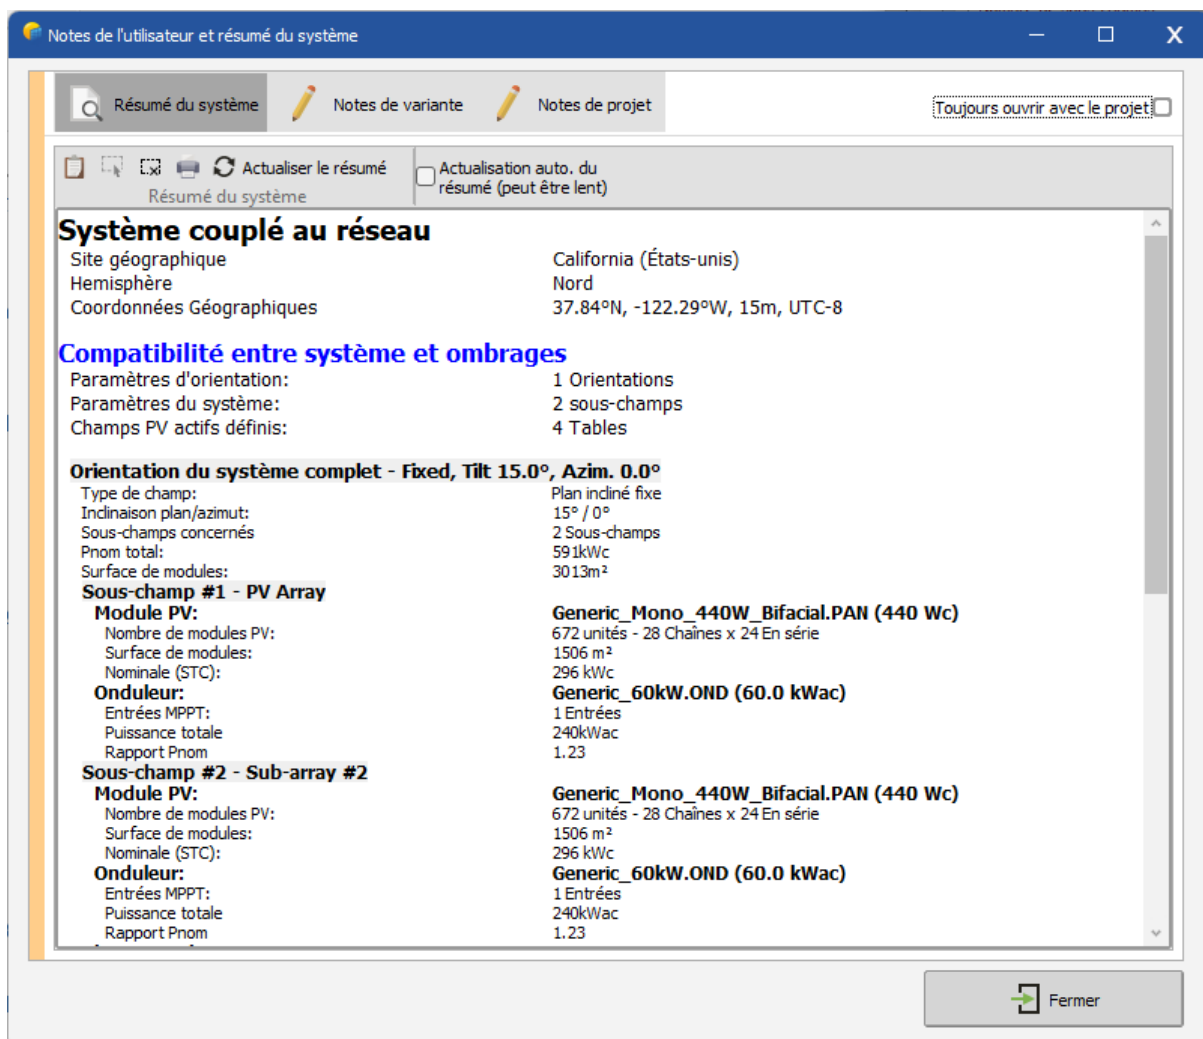 Notes de l'utilisateur et résumé du système
Résumé du système
Notes de variante
Notes de projet
Toujours ouvrir avec le projet
Actualiser le résumé
Résumé du système
Actualisation auto. du
résumé (peut être lent)
Système couplé au réseau
Site géographique California (États-unis)
Hemisphère Nord
Coordonnées Géographiques 37.84°N, -122.29°W, 15m, UTC-8
Compatibilité entre système et ombrages
Paramètres d'orientation: 1 Orientations
Paramètres du système: 2 sous-champs
Champs PV actifs définis: 4 Tables
Orientation du système complet - Fixed, Tilt 15.0°, Azim. 0.0°
Type de champ: Plan incliné fixe
Inclinaison plan/azimut: 15° / 0°
Sous-champs concernés 2 Sous-champs
Pnom total: 591kWc
Surface de modules: 3013m²
Sous-champ #1 - PV Array
Module PV: Generic_Mono_440W_Bifacial.PAN (440 Wc)
Nombre de modules PV: 672 unités - 28 Chaînes x 24 En série
Surface de modules: 1506 m²
Nominale (STC): 296 kWc
Onduleur: Generic_60kW.OND (60.0 kWac)
Entrées MPPT: 1 Entrées
Puissance totale 240kWac
Rapport Pnom 1.23
Sous-champ #2 - Sub-array #2
Module PV: Generic_Mono_440W_Bifacial.PAN (440 Wc)
Nombre de modules PV: 672 unités - 28 Chaînes x 24 En série
Surface de modules: 1506 m²
Nominale (STC): 296 kWc
Onduleur: Generic_60kW.OND (60.0 kWac)
Entrées MPPT: 1 Entrées
Puissance totale 240kWac
Rapport Pnom 1.23
Fermer